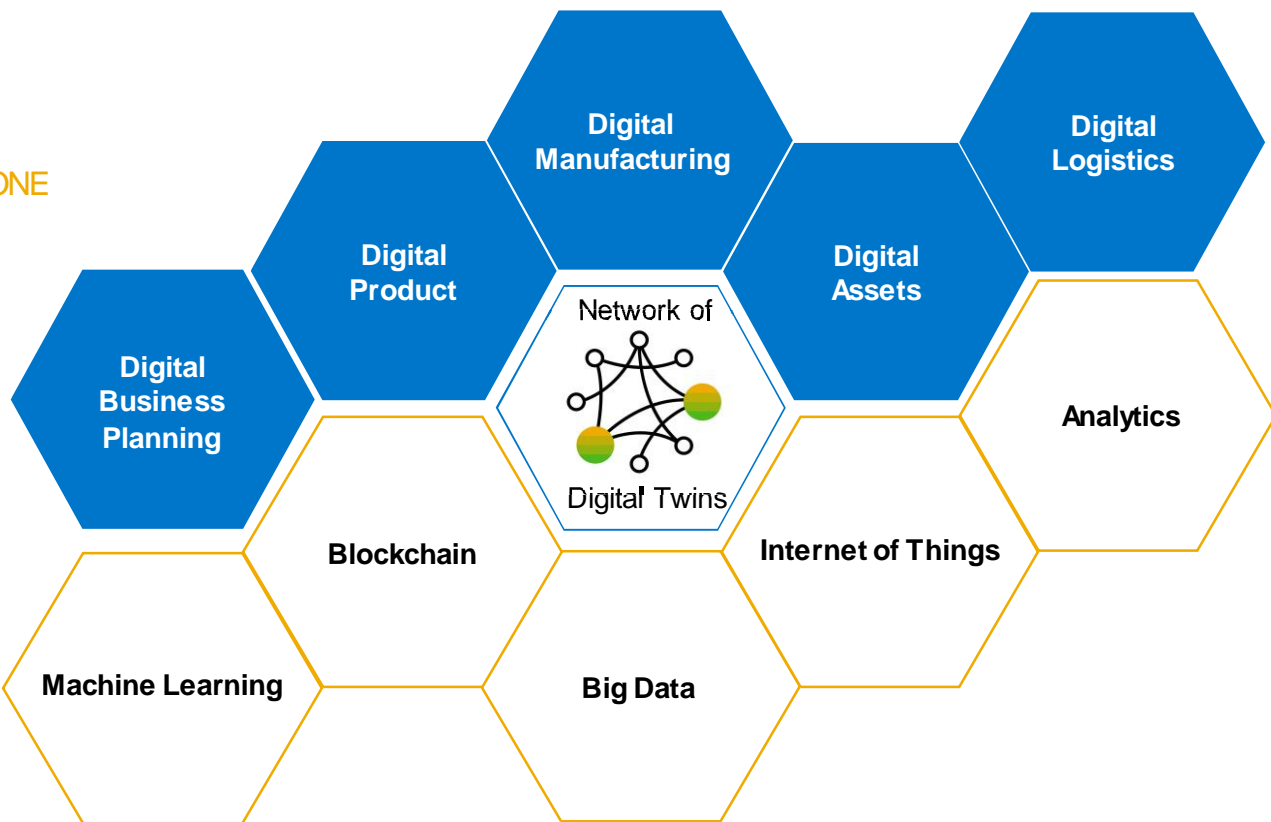 ONE
Digital
Manufacturing
Digital
Logistics
Digital
Product
Digital
Assets
Digital
Business
Planning
Network of
Digital Twins
Analytics
Blockchain
Internet of Things
Machine Learning
Big Data